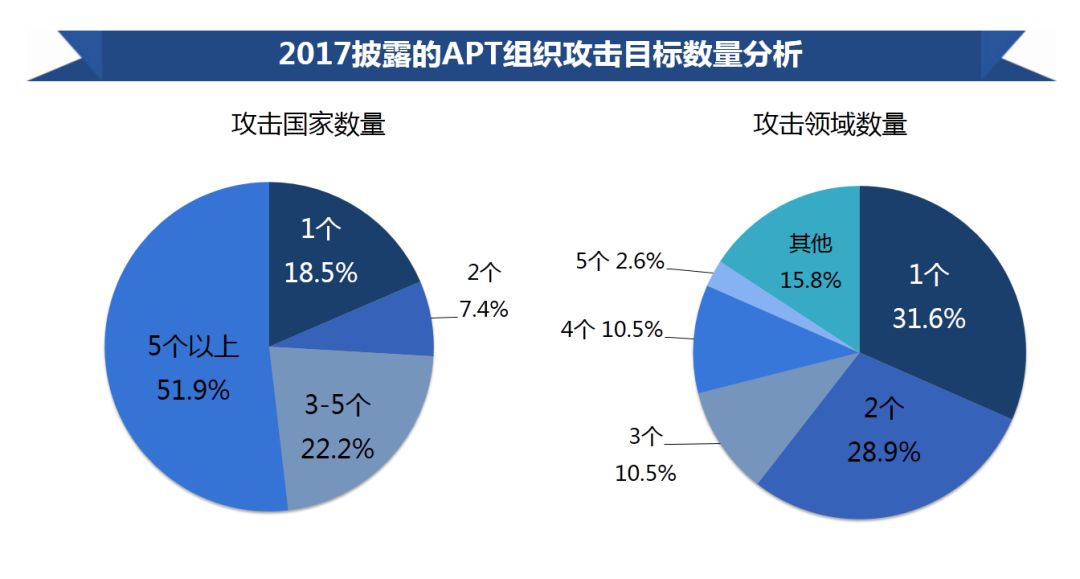 2017披露的APT组织攻击目标数量分析
攻击国家数量
1个
18.5%
2个
7.4%
3-5个
22.2%
5个以上
51.9%
攻击领域数量
1个
31.6%
2个
28.9%
3个
10.5%
4个 10.5%
5个 2.6%
其他
15.8%